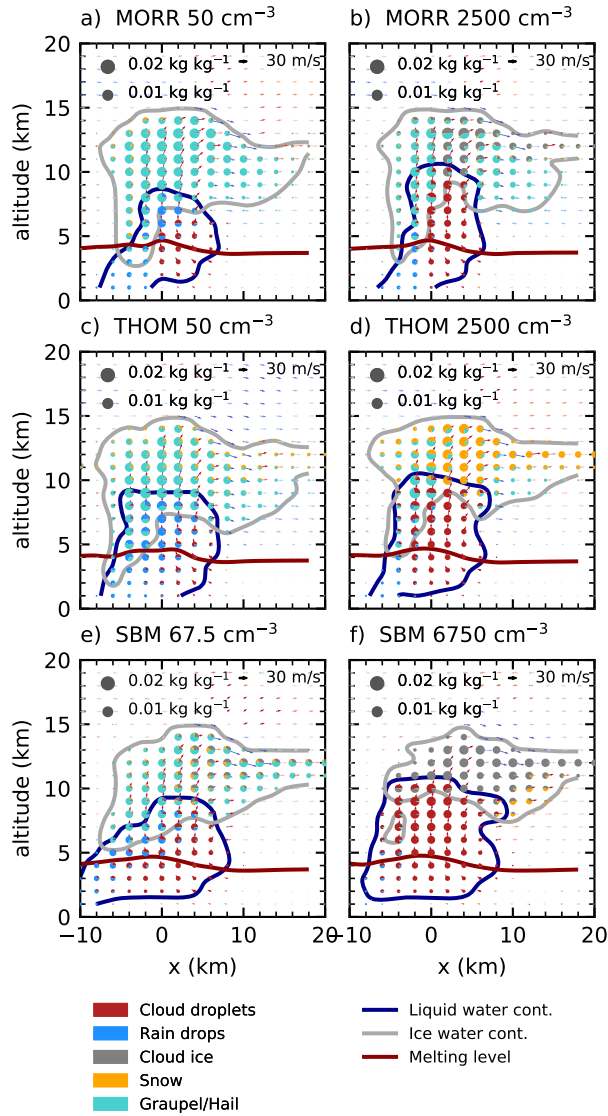 a) MORR 50 cm⁻³
b) MORR 2500 cm⁻³
20
15
10
5
0
altitude (km)
0.02 kg kg⁻¹
30 m/s
0.01 kg kg⁻¹
0.02 kg kg⁻¹
30 m/s
0.01 kg kg⁻¹
c) THOM 50 cm⁻³
d) THOM 2500 cm⁻³
20
15
10
5
0
altitude (km)
0.02 kg kg⁻¹
30 m/s
0.01 kg kg⁻¹
0.02 kg kg⁻¹
30 m/s
0.01 kg kg⁻¹
e) SBM 67.5 cm⁻³
f) SBM 6750 cm⁻³
20
15
10
5
0
altitude (km)
0.02 kg kg⁻¹
30 m/s
0.01 kg kg⁻¹
0.02 kg kg⁻¹
30 m/s
0.01 kg kg⁻¹
−10 0 10 20
−10 0 10 20
x (km)
x (km)
Cloud droplets
Rain drops
Cloud ice
Snow
Graupel/Hail
Liquid water cont.
Ice water cont.
Melting level